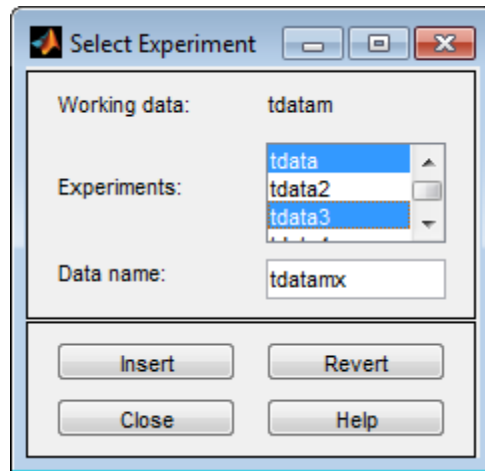 Select Experiment
Working data: tdatam
Experiments:
tdata
tdata2
tdata3
Data name: tdatamx
Insert Revert
Close Help